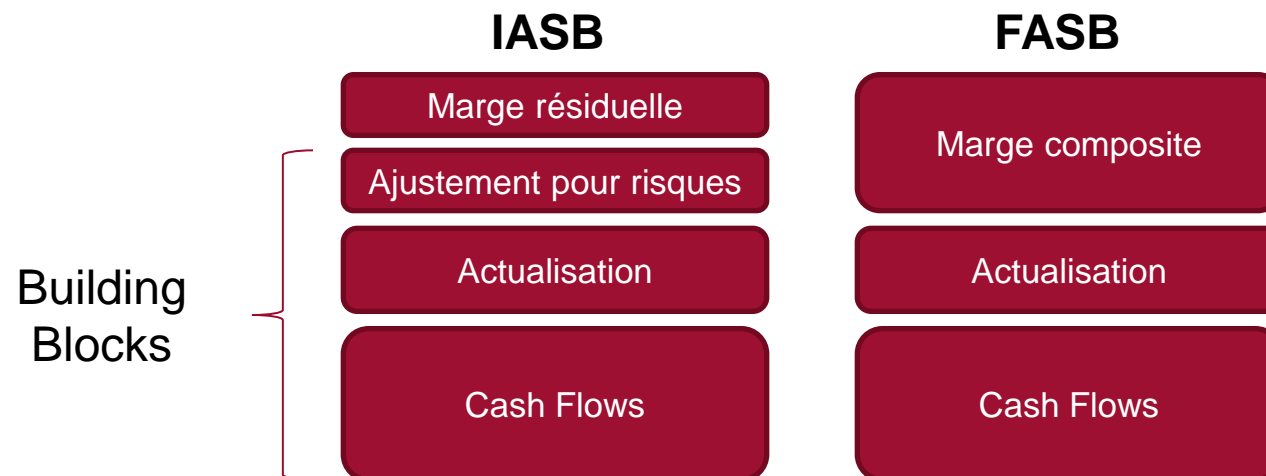 IASB
FASB
Marge résiduelle
Marge composite
Ajustement pour risques
Actualisation
Actualisation
Building
Blocks
Cash Flows
Cash Flows